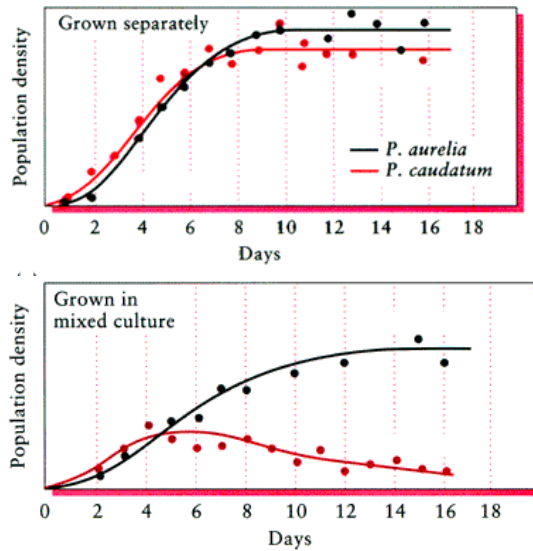 Grown separately
Population density
P. aurelia
P. caudatum
0 2 4 6 8 10 12 14 16 18
Days
Grown in
mixed culture
Population density
0 2 4 6 8 10 12 14 16 18
Days